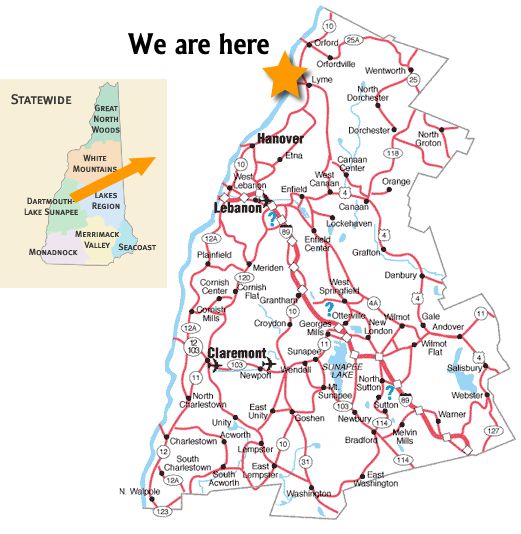 We are here
STATEWIDE
GREAT
NORTH
WOODS
WHITE
MOUNTAINS
DARTMOUTH-
LAKE SUNAPEE
LAKES
REGION
MERRIMACK
VALLEY
SEACOAST
MONADNOCK
10
Orford
25A
Orfordville
Wentworth
25
Lyme
North
Dorchester
Dorchester
North
Groton
118
Hanover
Etna
Canaan
Center
West
Lebanon
West
Canaan
Orange
Enfield
4
Lebanon
Canaan
?
89
Lockehaven
4
12A
Enfield
Center
Grafton
Plainfield
Meriden
Danbury
120
Cornish
Center
Cornish
Flat
West
Springfield
Grantham
4A
4
?
Otterville
Cornish
Mills
10
Croydon
Georges
Mills
New
London
Wilmot
Gale
Andover
11
12A
12
103
Claremont
Sunapee
11
Wilmot
Flat
4
103
Newport
Wendell
SUNAPEE
LAKE
Salisbury
11
Mt.
Sunapee
North
Sutton
?
Webster
North
Charlestown
East
Unity
103
Sutton
89
Warner
Unity
Goshen
Newbury
114
127
Charlestown
Acworth
Bradford
Melvin
Mills
12
Lempster
10
South
Charlestown
31
114
12A
South
Acworth
East
Lempster
East
Washington
N. Walpole
Washington
123